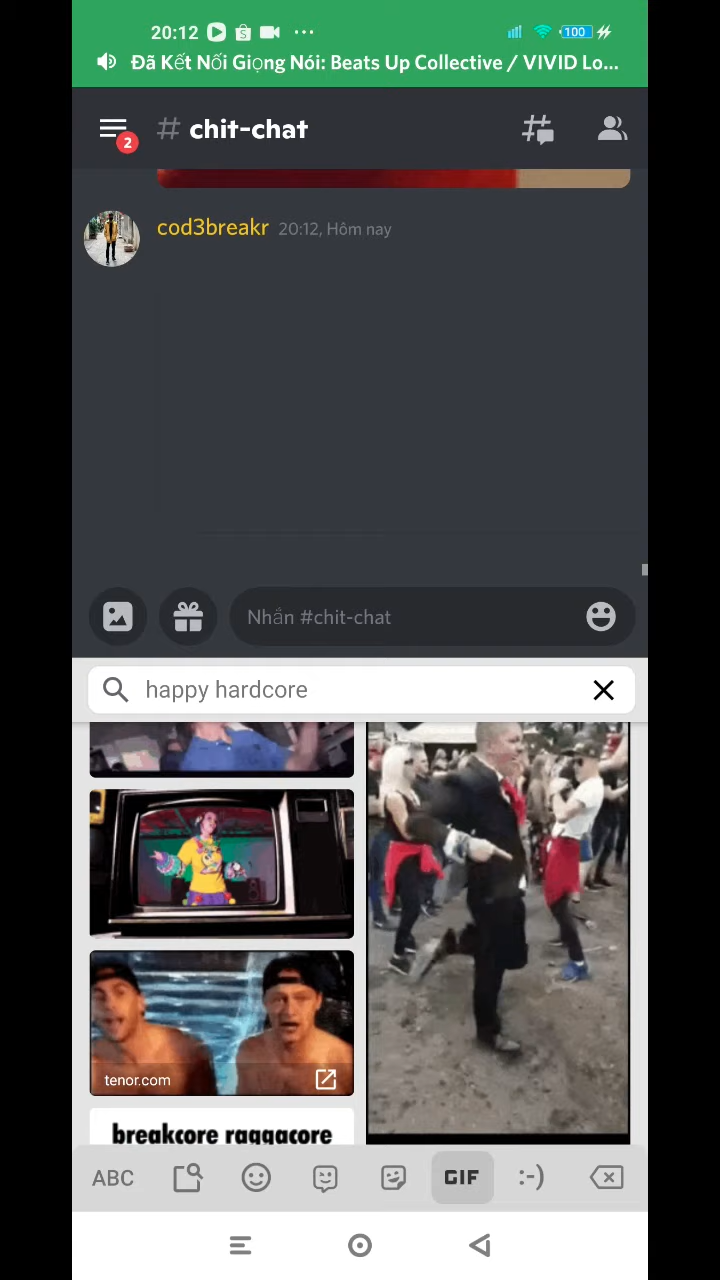 20:12
100
Đã Kết Nối Giọng Nói: Beats Up Collective / VIVID Lo...
2
# chit-chat
cod3breakr 20:12, Hôm nay
Nhắn #chit-chat
happy hardcore
tenor.com
breakcore raggacore
ABC
GIF
:-)